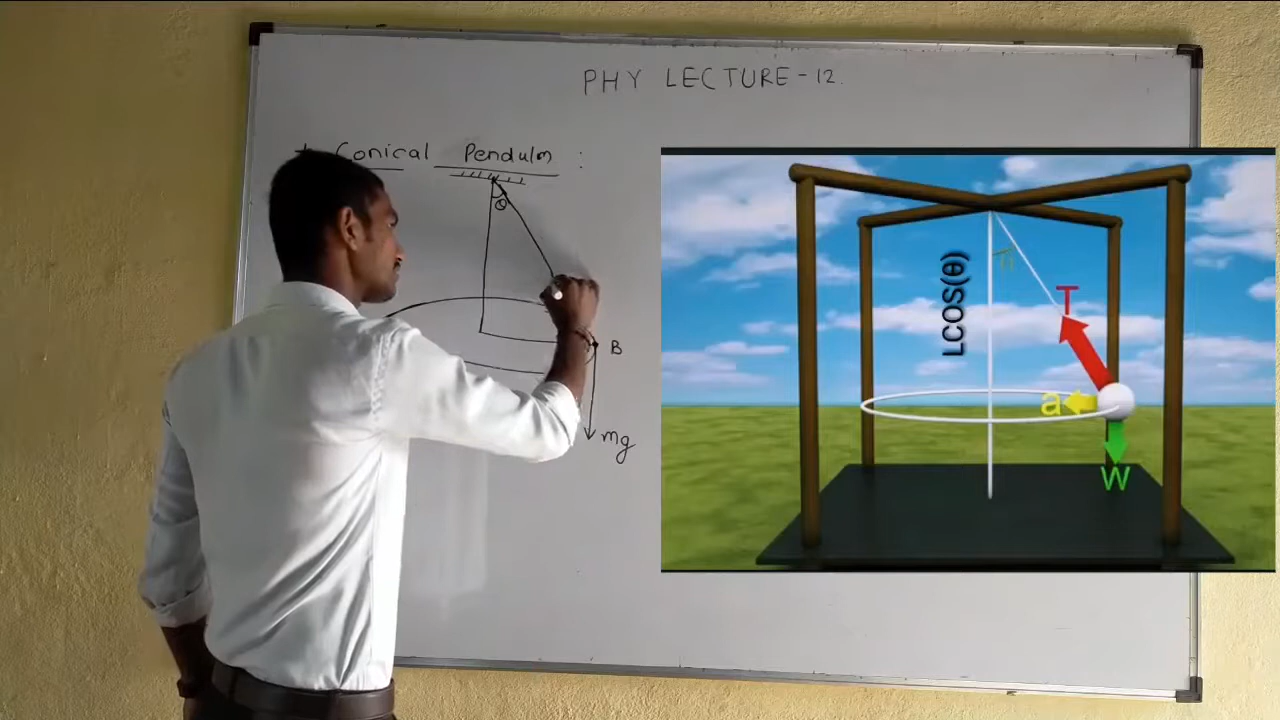 PHY LECTURE - 12.
Conical Pendulm :
θ
B
mg
LCOS(θ)
T
a
W